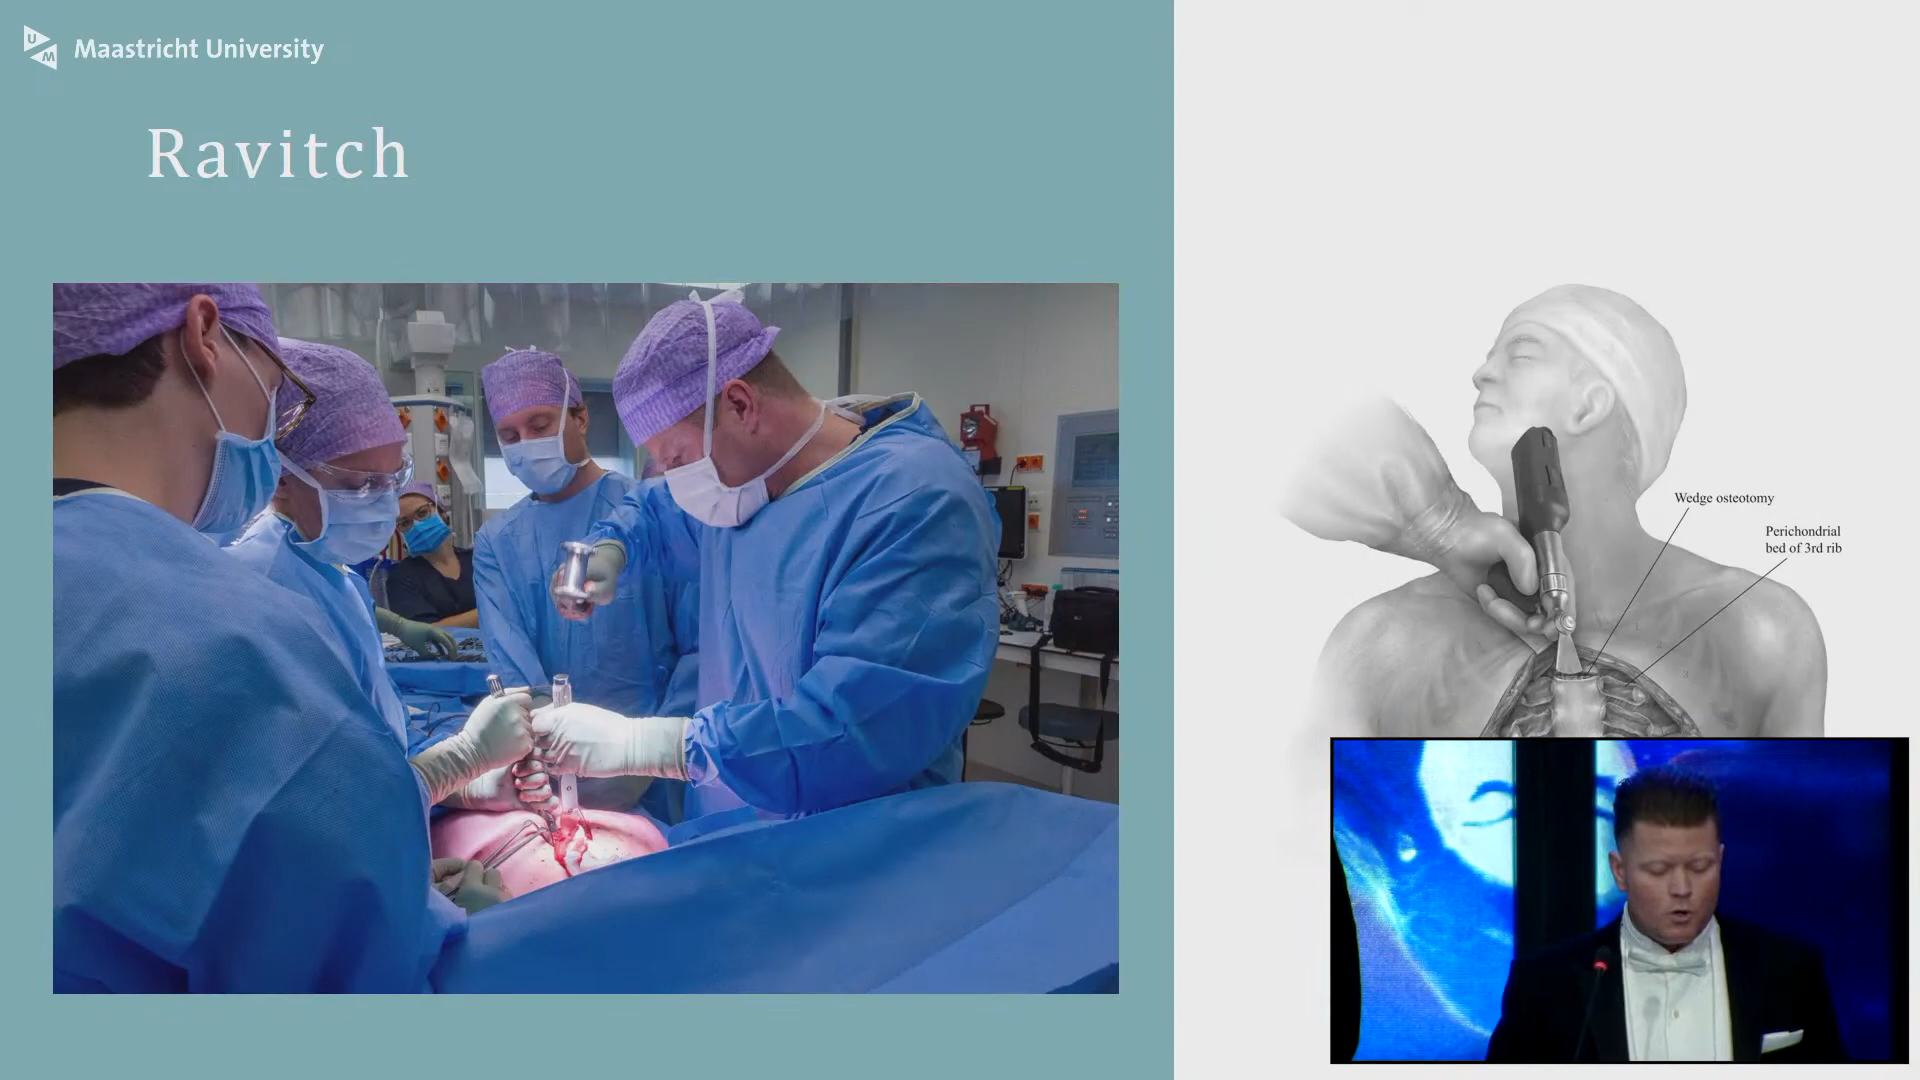 Maastricht University
Ravitch
Wedge osteotomy
Perichondrial
bed of 3rd rib